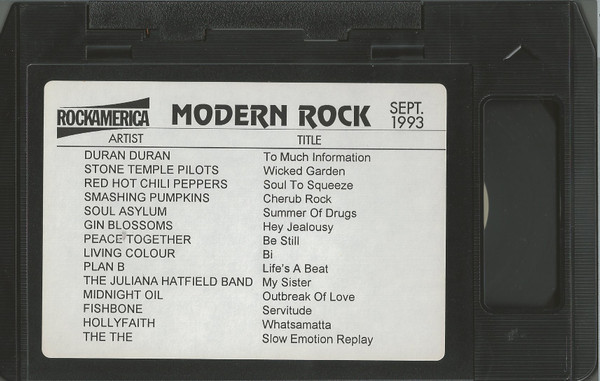 ROCKAMERICA MODERN ROCK SEPT. 1993
ARTIST TITLE
DURAN DURAN To Much Information
STONE TEMPLE PILOTS Wicked Garden
RED HOT CHILI PEPPERS Soul To Squeeze
SMASHING PUMPKINS Cherub Rock
SOUL ASYLUM Summer Of Drugs
GIN BLOSSOMS Hey Jealousy
PEACE TOGETHER Be Still
LIVING COLOUR Bi
PLAN B Life's A Beat
THE JULIANA HATFIELD BAND My Sister
MIDNIGHT OIL Outbreak Of Love
FISHBONE Servitude
HOLLYFAITH Whatsamatta
THE THE Slow Emotion Replay